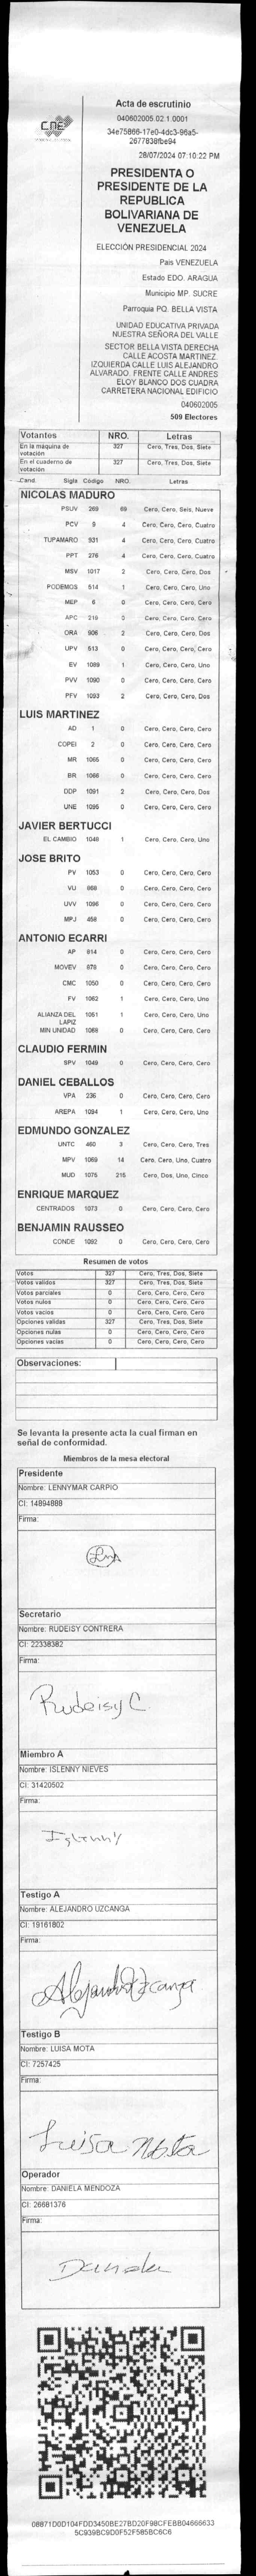 CNE
Acta de escrutinio
040602005.02.1.0001
34e75866-17e0-4dc3-96a5-
2677838fbe94
28/07/2024 07:10:22 PM
PRESIDENTA O
PRESIDENTE DE LA
REPUBLICA
BOLIVARIANA DE
VENEZUELA
ELECCIÓN PRESIDENCIAL 2024
Pais VENEZUELA
Estado EDO. ARAGUA
Municipio MP. SUCRE
Parroquia PQ. BELLA VISTA
UNIDAD EDUCATIVA PRIVADA
NUESTRA SEÑORA DEL VALLE
SECTOR BELLA VISTA DERECHA
CALLE ACOSTA MARTINEZ.
IZQUIERDA CALLE LUIS ALEJANDRO
ALVARADO. FRENTE CALLE ANDRES
ELOY BLANCO DOS CUADRA
CARRETERA NACIONAL EDIFICIO
040602005
509 Electores
Votantes NRO. Letras
En la maquina de votación 327 Cero, Tres, Dos, Siete
En el cuaderno de votación 327 Cero, Tres, Dos, Siete
Cand. Sigla Código NRO. Letras
NICOLAS MADURO
PSUV 269 69 Cero, Cero, Seis, Nueve
PCV 9 4 Cero, Cero, Cero, Cuatro
TUPAMARO 931 4 Cero, Cero, Cero, Cuatro
PPT 276 4 Cero, Cero, Cero, Cuatro
MSV 1017 2 Cero, Cero, Cero, Dos
PODEMOS 514 1 Cero, Cero, Cero, Uno
MEP 6 0 Cero, Cero, Cero, Cero
APC 219 0 Cero, Cero, Cero, Cero
ORA 906 2 Cero, Cero, Cero, Dos
UPV 513 0 Cero, Cero, Cero, Cero
EV 1089 1 Cero, Cero, Cero, Uno
PVV 1090 0 Cero, Cero, Cero, Cero
PFV 1093 2 Cero, Cero, Cero, Dos
LUIS MARTINEZ
AD 1 0 Cero, Cero, Cero, Cero
COPEI 2 0 Cero, Cero, Cero, Cero
MR 1065 0 Cero, Cero, Cero, Cero
BR 1066 0 Cero, Cero, Cero, Cero
DDP 1091 2 Cero, Cero, Cero, Dos
UNE 1095 0 Cero, Cero, Cero, Cero
JAVIER BERTUCCI
EL CAMBIO 1048 1 Cero, Cero, Cero, Uno
JOSE BRITO
PV 1053 0 Cero, Cero, Cero, Cero
VU 868 0 Cero, Cero, Cero, Cero
UVV 1096 0 Cero, Cero, Cero, Cero
MPJ 458 0 Cero, Cero, Cero, Cero
ANTONIO ECARRI
AP 814 0 Cero, Cero, Cero, Cero
MOVEV 878 0 Cero, Cero, Cero, Cero
CMC 1050 0 Cero, Cero, Cero, Cero
FV 1062 1 Cero, Cero, Cero, Uno
ALIANZA DEL LAPIZ 1051 1 Cero, Cero, Cero, Uno
MIN UNIDAD 1088 0 Cero, Cero, Cero, Cero
CLAUDIO FERMIN
SPV 1049 0 Cero, Cero, Cero, Cero
DANIEL CEBALLOS
VPA 236 0 Cero, Cero, Cero, Cero
AREPA 1094 1 Cero, Cero, Cero, Uno
EDMUNDO GONZALEZ
UNTC 460 3 Cero, Cero, Cero, Tres
MPV 1069 14 Cero, Cero, Uno, Cuatro
MUD 1075 215 Cero, Dos, Uno, Cinco
ENRIQUE MARQUEZ
CENTRADOS 1073 0 Cero, Cero, Cero, Cero
BENJAMIN RAUSSEO
CONDE 1092 0 Cero, Cero, Cero, Cero
Resumen de votos
Votos 327 Cero, Tres, Dos, Siete
Votos validos 327 Cero, Tres, Dos, Siete
Votos parciales 0 Cero, Cero, Cero, Cero
Votos nulos 0 Cero, Cero, Cero, Cero
Votos vacios 0 Cero, Cero, Cero, Cero
Opciones validas 327 Cero, Tres, Dos, Siete
Opciones nulas 0 Cero, Cero, Cero, Cero
Opciones vacias 0 Cero, Cero, Cero, Cero
Observaciones:
Se levanta la presente acta la cual firman en
señal de conformidad.
Miembros de la mesa electoral
Presidente
Nombre: LENNYMAR CARPIO
CI: 14894888
Firma:
Secretario
Nombre: RUDEISY CONTRERA
CI: 22338382
Firma:
Rudeisy C.
Miembro A
Nombre: ISLENNY NIEVES
CI: 31420502
Firma:
Islenny
Testigo A
Nombre: ALEJANDRO UZCANGA
CI: 19161802
Firma:
Alejandro Uzcanga
Testigo B
Nombre: LUISA MOTA
CI: 7257425
Firma:
Luisa Mota
Operador
Nombre: DANIELA MENDOZA
CI: 26681376
Firma:
Daniela
08871D0D104FDD3450BE27BD20F98CFEBB04666633
5C939BC9D0F52F585BC6C6